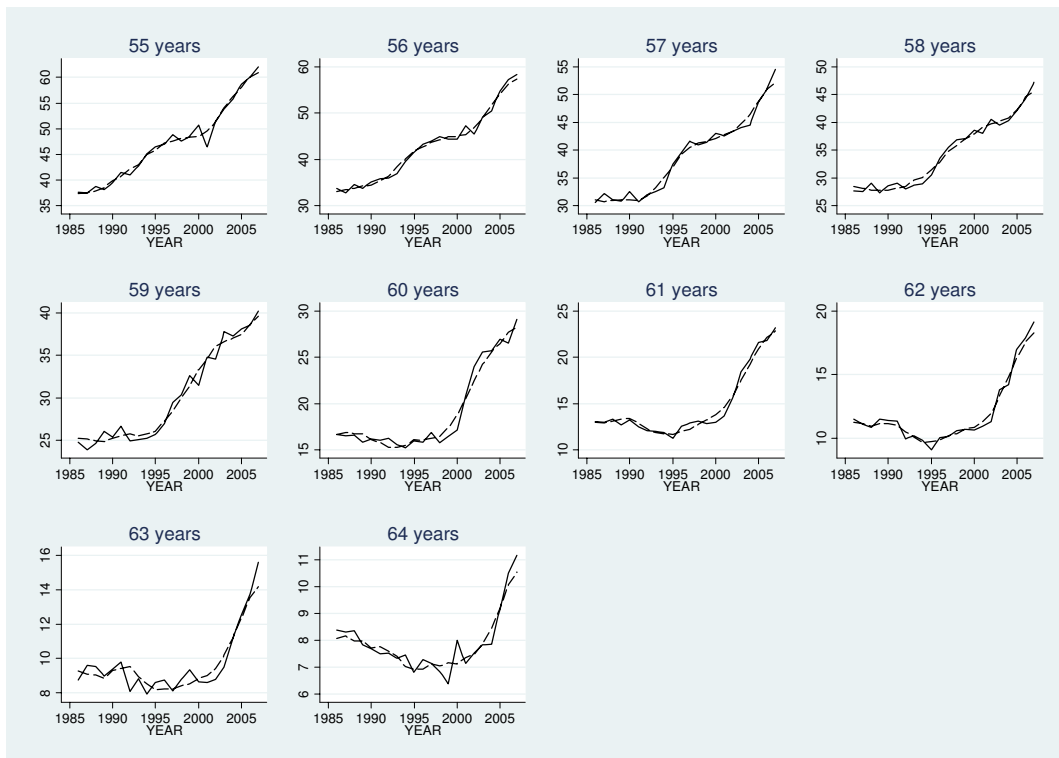 55 years
56 years
57 years
58 years
35 40 45 50 55 60
30 40 50 60
30 35 40 45 50 55
25 30 35 40 45 50
1985 1990 1995 2000 2005
1985 1990 1995 2000 2005
1985 1990 1995 2000 2005
1985 1990 1995 2000 2005
YEAR
YEAR
YEAR
YEAR
59 years
60 years
61 years
62 years
25 30 35 40
15 20 25 30
10 15 20 25
10 15 20
1985 1990 1995 2000 2005
1985 1990 1995 2000 2005
1985 1990 1995 2000 2005
1985 1990 1995 2000 2005
YEAR
YEAR
YEAR
YEAR
63 years
64 years
8 10 12 14 16
6 7 8 9 10 11
1985 1990 1995 2000 2005
1985 1990 1995 2000 2005
YEAR
YEAR